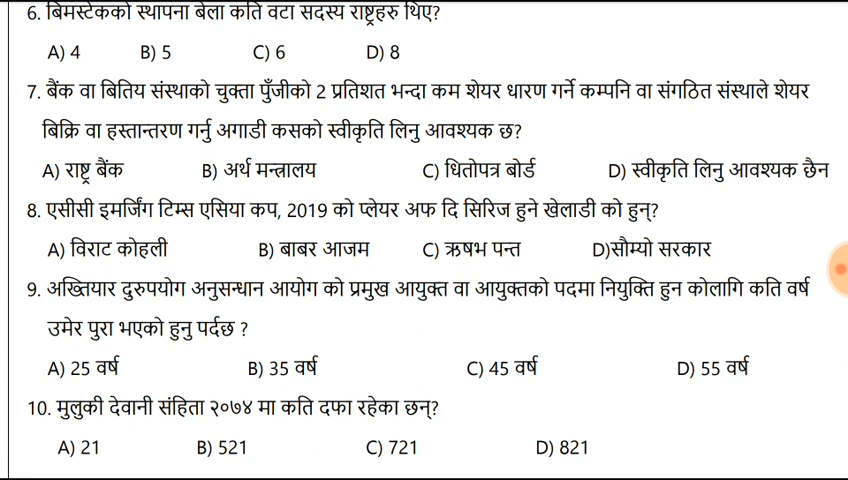 6. बिमस्टेकको स्थापना बेला कति वटा सदस्य राष्ट्रहरु थिए?
A) 4 B) 5 C) 6 D) 8
7. बैंक वा बितिय संस्थाको चुक्ता पुँजीको 2 प्रतिशत भन्दा कम शेयर धारण गर्ने कम्पनि वा संगठित संस्थाले शेयर
बिक्रि वा हस्तान्तरण गर्नु अगाडी कसको स्वीकृति लिनु आवश्यक छ?
A) राष्ट्र बैंक B) अर्थ मन्त्रालय C) धितोपत्र बोर्ड D) स्वीकृति लिनु आवश्यक छैन
8. एसीसी इमर्जिंग टिम्स एसिया कप, 2019 को प्लेयर अफ दि सिरिज हुने खेलाडी को हुन्?
A) विराट कोहली B) बाबर आजम C) ऋषभ पन्त D)सौम्यो सरकार
9. अख्तियार दुरुपयोग अनुसन्धान आयोग को प्रमुख आयुक्त वा आयुक्तको पदमा नियुक्ति हुन कोलागि कति वर्ष
उमेर पुरा भएको हुनु पर्दछ ?
A) 25 वर्ष B) 35 वर्ष C) 45 वर्ष D) 55 वर्ष
10. मुलुकी देवानी संहिता २०७४ मा कति दफा रहेका छन्?
A) 21 B) 521 C) 721 D) 821